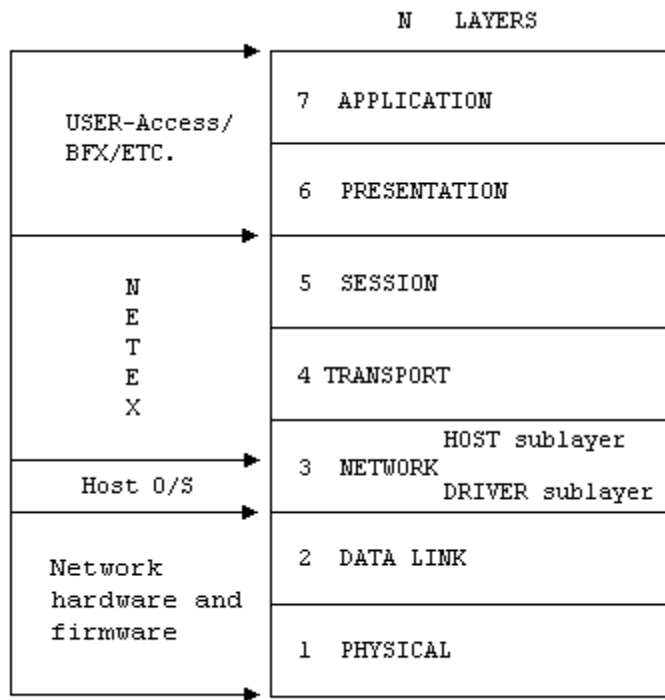 N LAYERS
USER-Access/
BFX/ETC.
N
E
T
E
X
Host O/S
Network
hardware and
firmware
7 APPLICATION
6 PRESENTATION
5 SESSION
4 TRANSPORT
HOST sublayer
3 NETWORK
DRIVER sublayer
2 DATA LINK
1 PHYSICAL